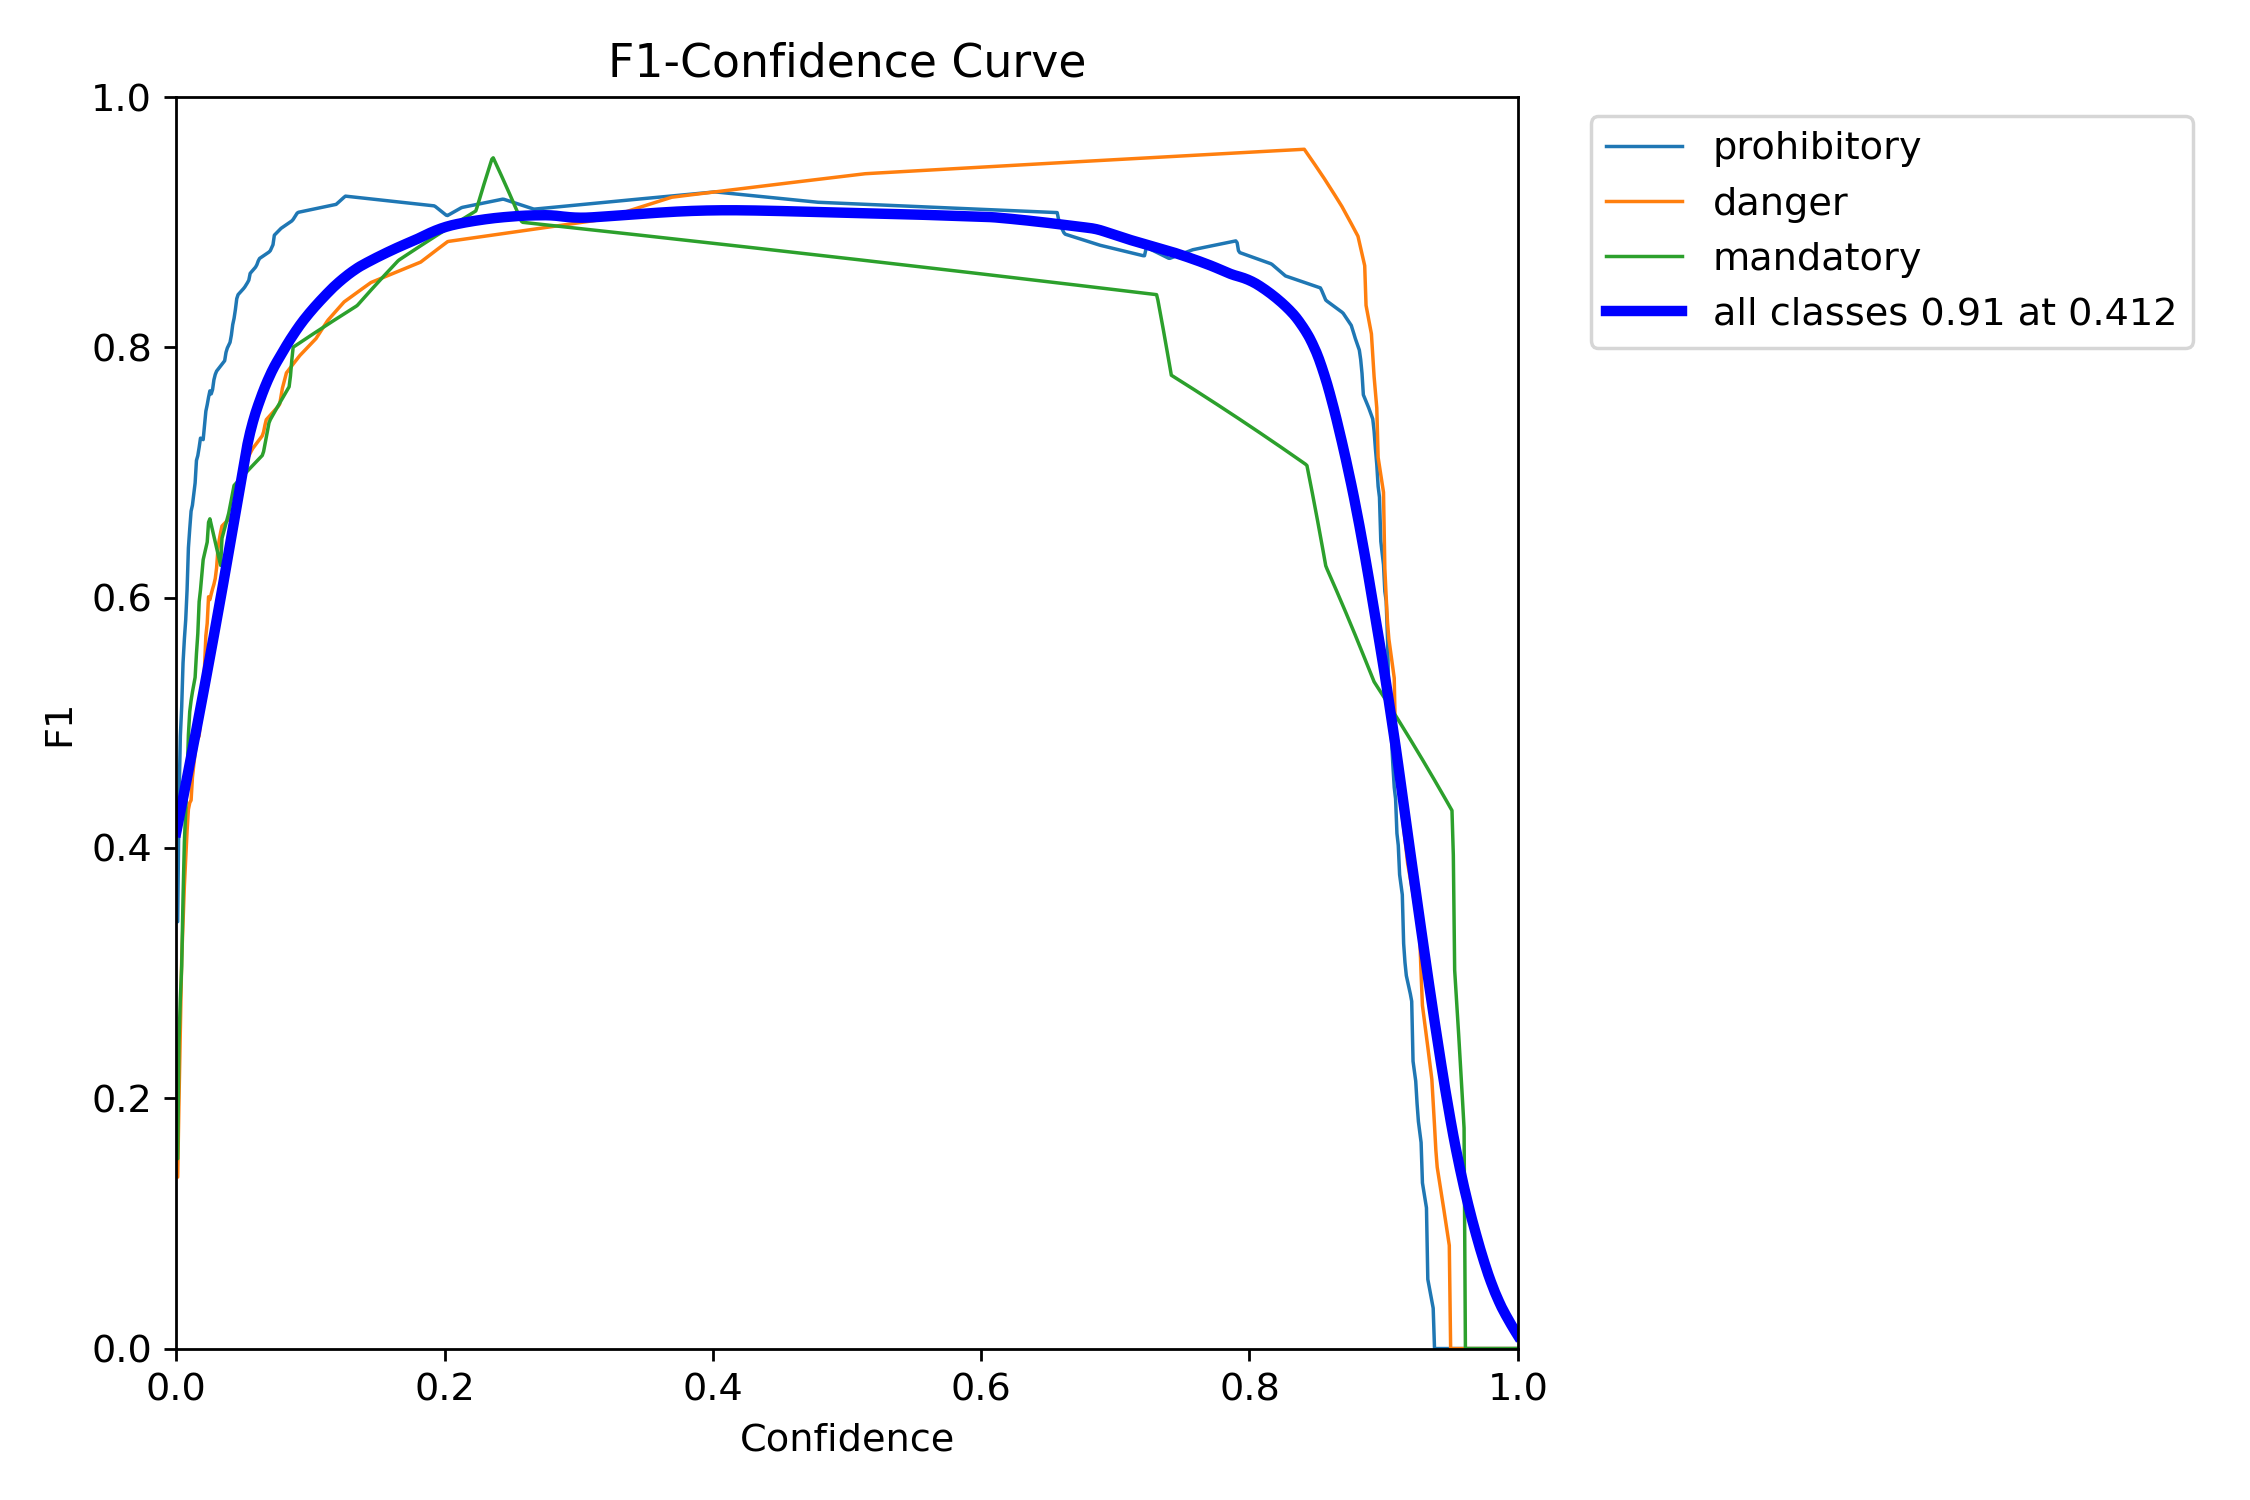 F1-Confidence Curve
1.0
0.8
0.6
0.4
0.2
0.0
F1
0.0 0.2 0.4 0.6 0.8 1.0
Confidence
prohibitory
danger
mandatory
all classes 0.91 at 0.412